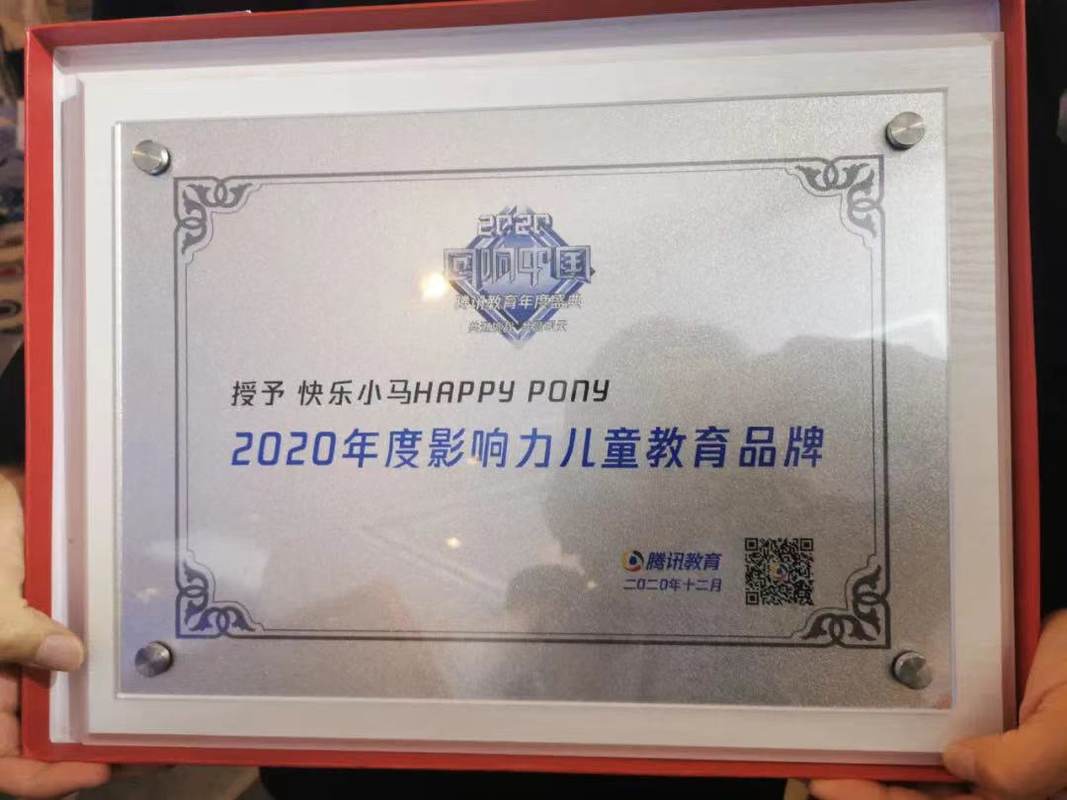 2020
回响中国
腾讯教育年度盛典
授予 快乐小马HAPPY PONY
2020年度影响力儿童教育品牌
腾讯教育
二〇二〇年十二月